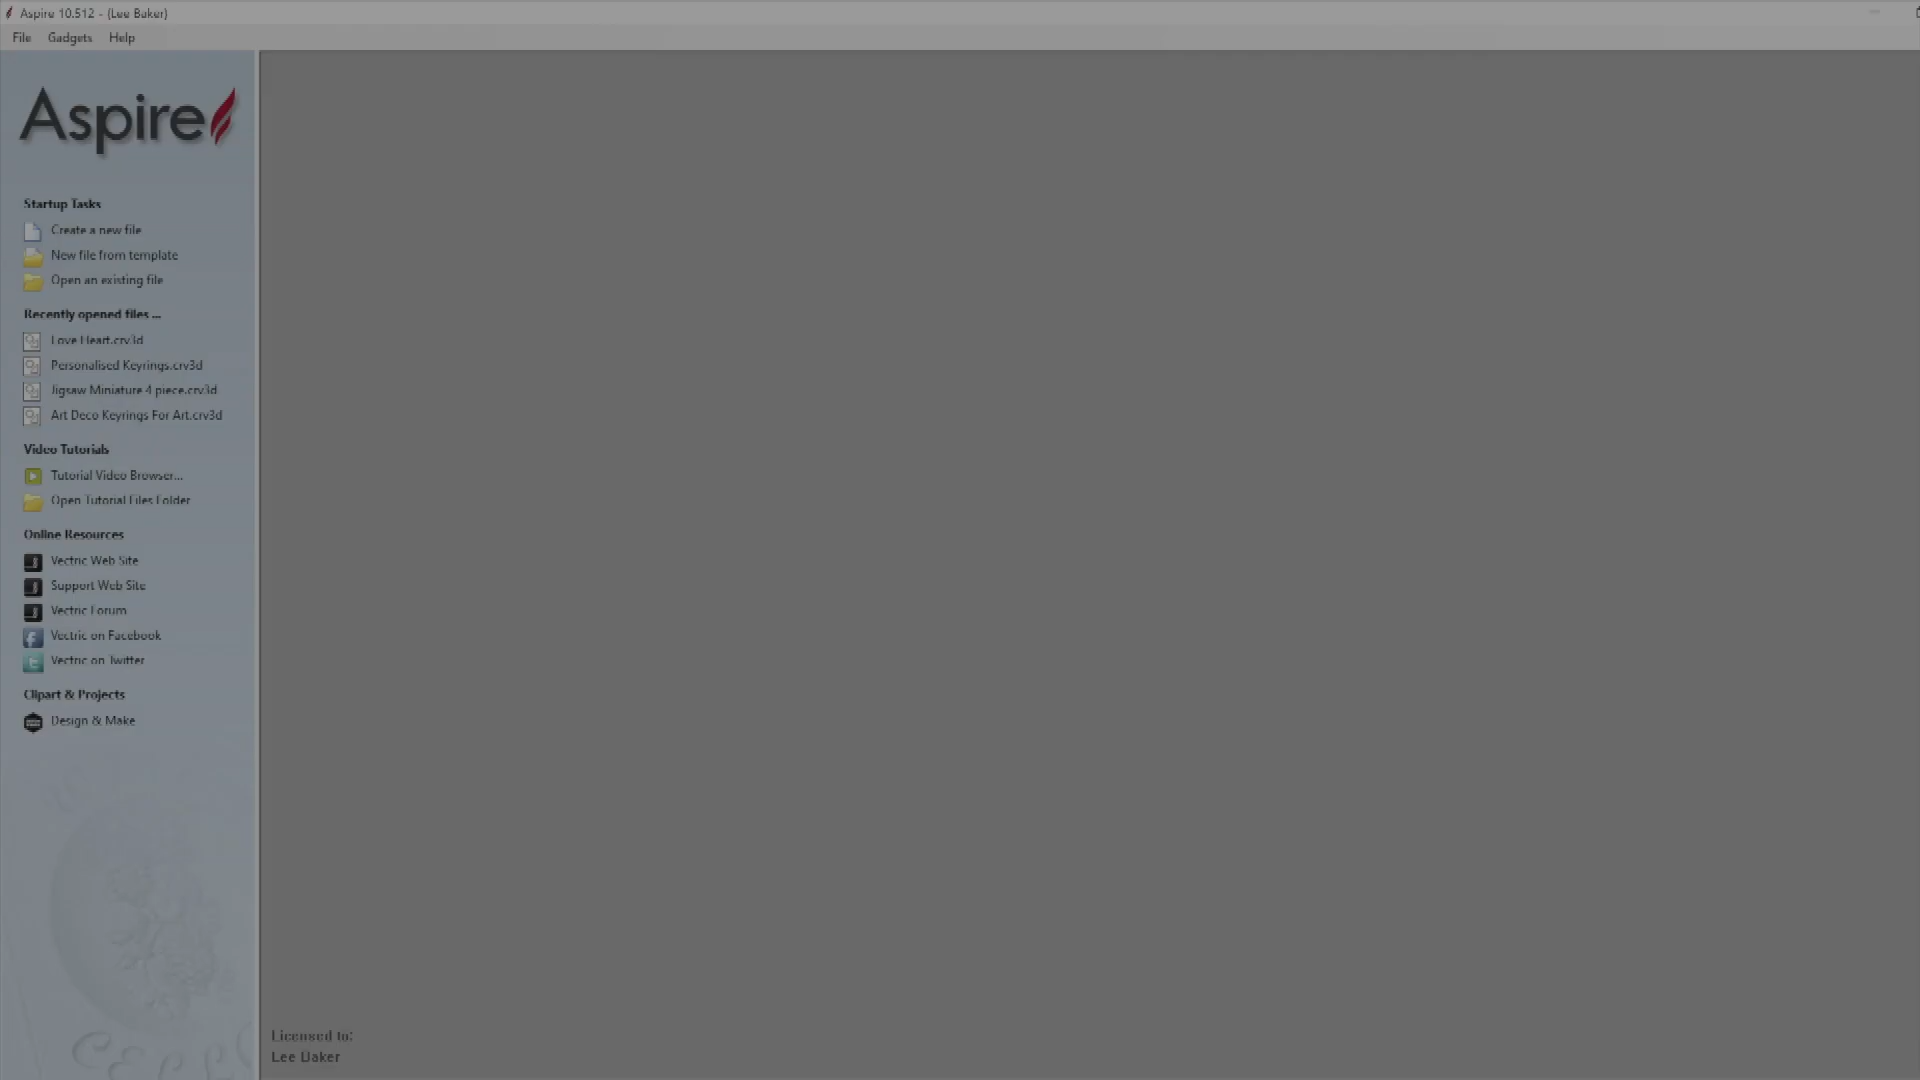 Aspire 10.512 - (Lee Baker)
File Gadgets Help
Aspire
Startup Tasks
Create a new file
New file from template
Open an existing file
Recently opened files ...
Love Heart.crv3d
Personalised Keyrings.crv3d
Jigsaw Miniature 4 piece.crv3d
Art Deco Keyrings For Art.crv3d
Video Tutorials
Tutorial Video Browser...
Open Tutorial Files Folder
Online Resources
Vectric Web Site
Support Web Site
Vectric Forum
Vectric on Facebook
Vectric on Twitter
Clipart & Projects
Design & Make
Licensed to:
Lee Baker